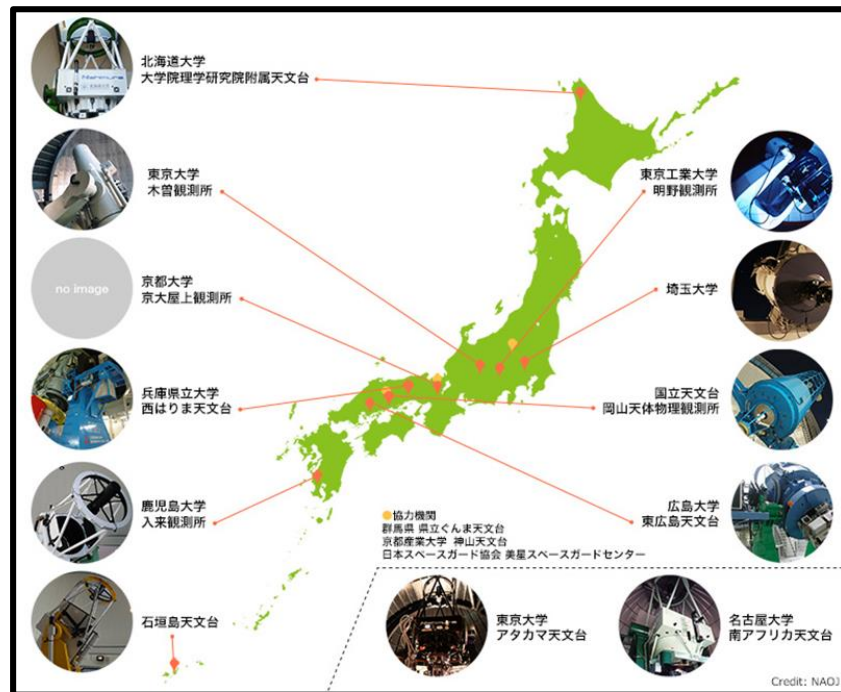 北海道大学
大学院理学研究院附属天文台
東京大学
木曽観測所
東京工業大学
明野観測所
no image
京都大学
京大屋上観測所
埼玉大学
兵庫県立大学
西はりま天文台
国立天文台
岡山天体物理観測所
鹿児島大学
入来観測所
広島大学
東広島天文台
協力機関
群馬県 県立ぐんま天文台
京都産業大学 神山天文台
日本スペースガード協会 美星スペースガードセンター
石垣島天文台
東京大学
アタカマ天文台
名古屋大学
南アフリカ天文台
Credit: NAOJ